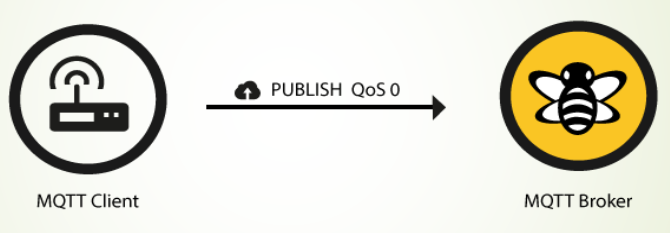 PUBLISH QoS 0
MQTT Client
MQTT Broker